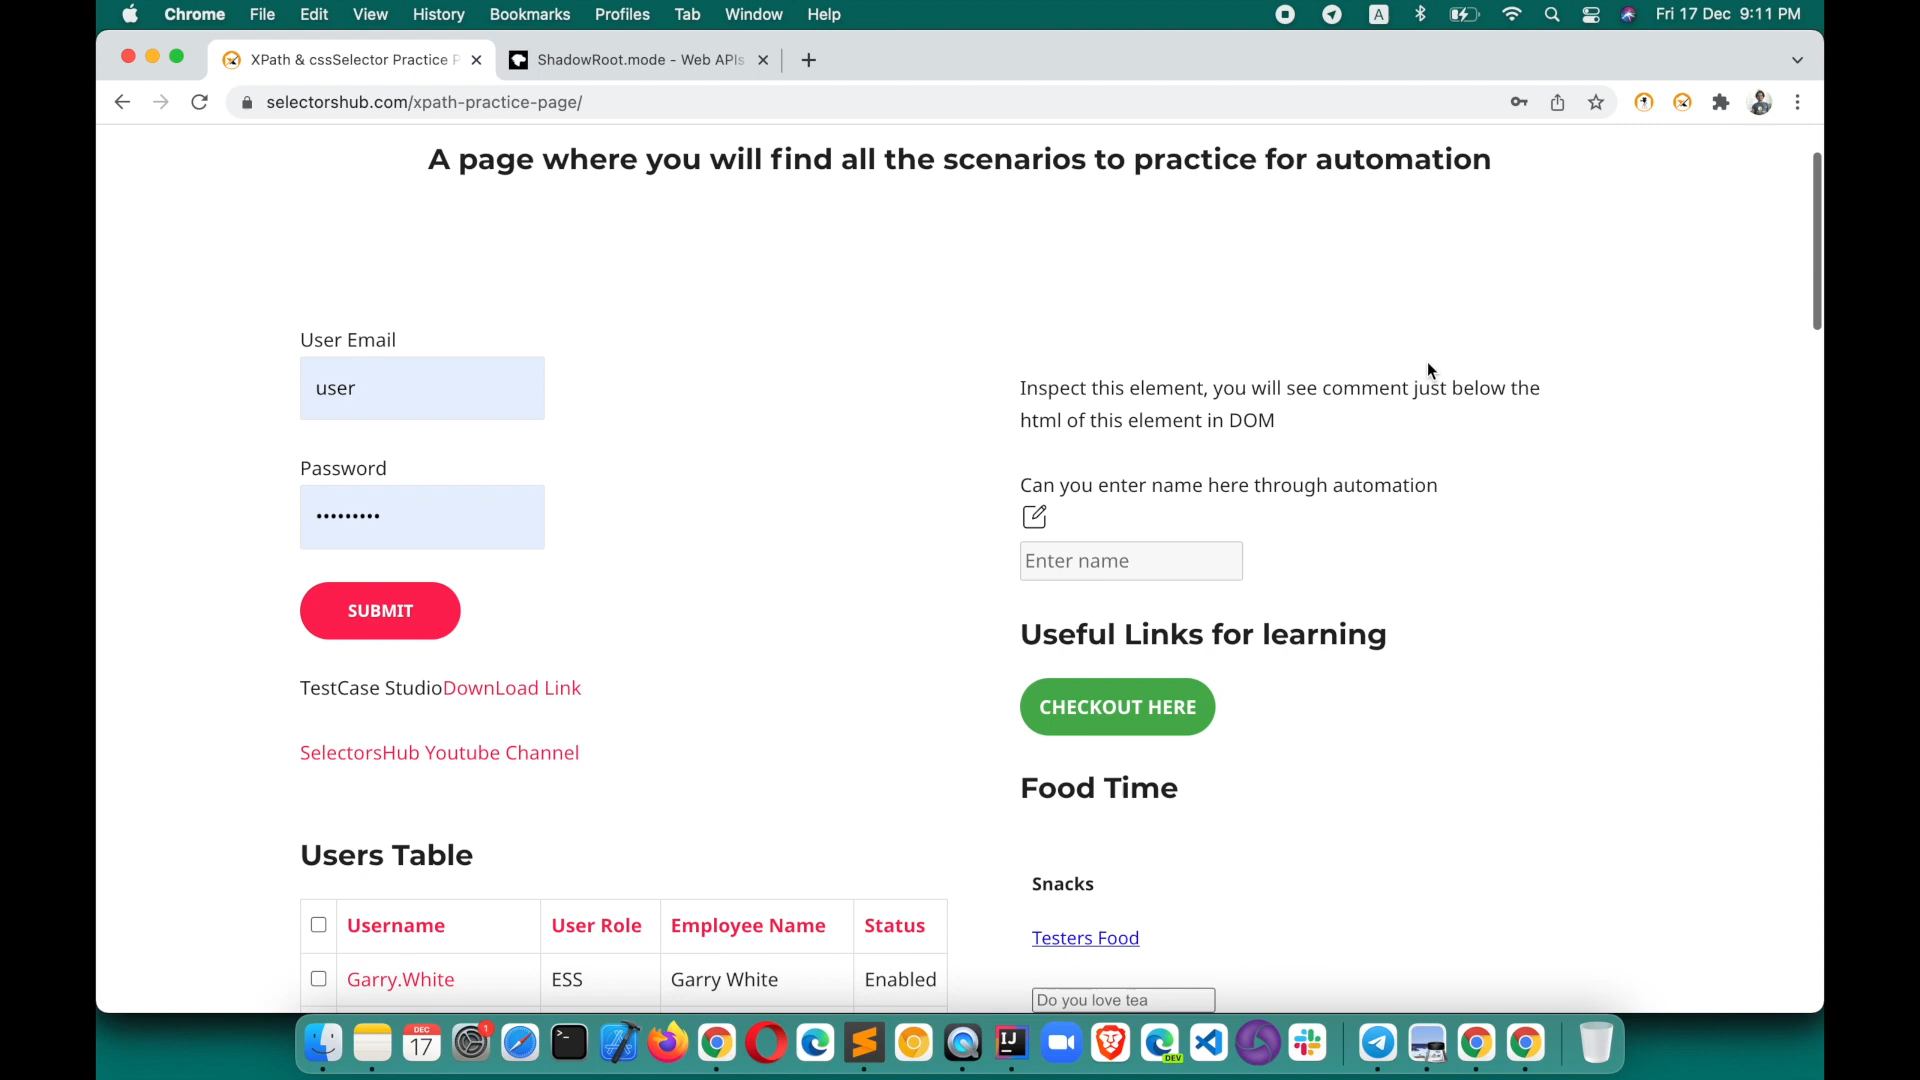 Chrome File Edit View History Bookmarks Profiles Tab Window Help
A
Fri 17 Dec 9:11 PM
XPath & cssSelector Practice P
ShadowRoot.mode - Web APIs
selectorshub.com/xpath-practice-page/
A page where you will find all the scenarios to practice for automation
User Email
user
Password
•••••••••
SUBMIT
TestCase StudioDownLoad Link
SelectorsHub Youtube Channel
Users Table
Username User Role Employee Name Status
Garry.White ESS Garry White Enabled
Inspect this element, you will see comment just below the
html of this element in DOM
Can you enter name here through automation
Enter name
Useful Links for learning
CHECKOUT HERE
Food Time
Snacks
Testers Food
Do you love tea
DEC
17
1
IJ
DEV